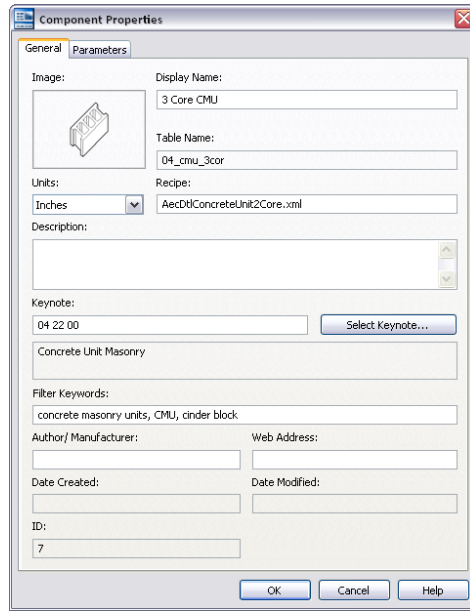 Component Properties
General Parameters
Image: Display Name:
3 Core CMU
Table Name:
04_cmu_3cor
Units: Recipe:
Inches AecDtlConcreteUnit2Core.xml
Description:
Keynote:
04 22 00 Select Keynote...
Concrete Unit Masonry
Filter Keywords:
concrete masonry units, CMU, cinder block
Author/ Manufacturer: Web Address:
Date Created: Date Modified:
ID:
7
OK Cancel Help